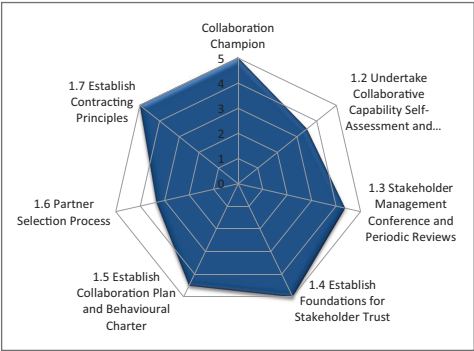 Collaboration
Champion
5
4
3
2
1
0
1.2 Undertake
Collaborative
Capability Self-
Assessment and...
1.3 Stakeholder
Management
Conference and
Periodic Reviews
1.4 Establish
Foundations for
Stakeholder Trust
1.5 Establish
Collaboration Plan
and Behavioural
Charter
1.6 Partner
Selection Process
1.7 Establish
Contracting
Principles